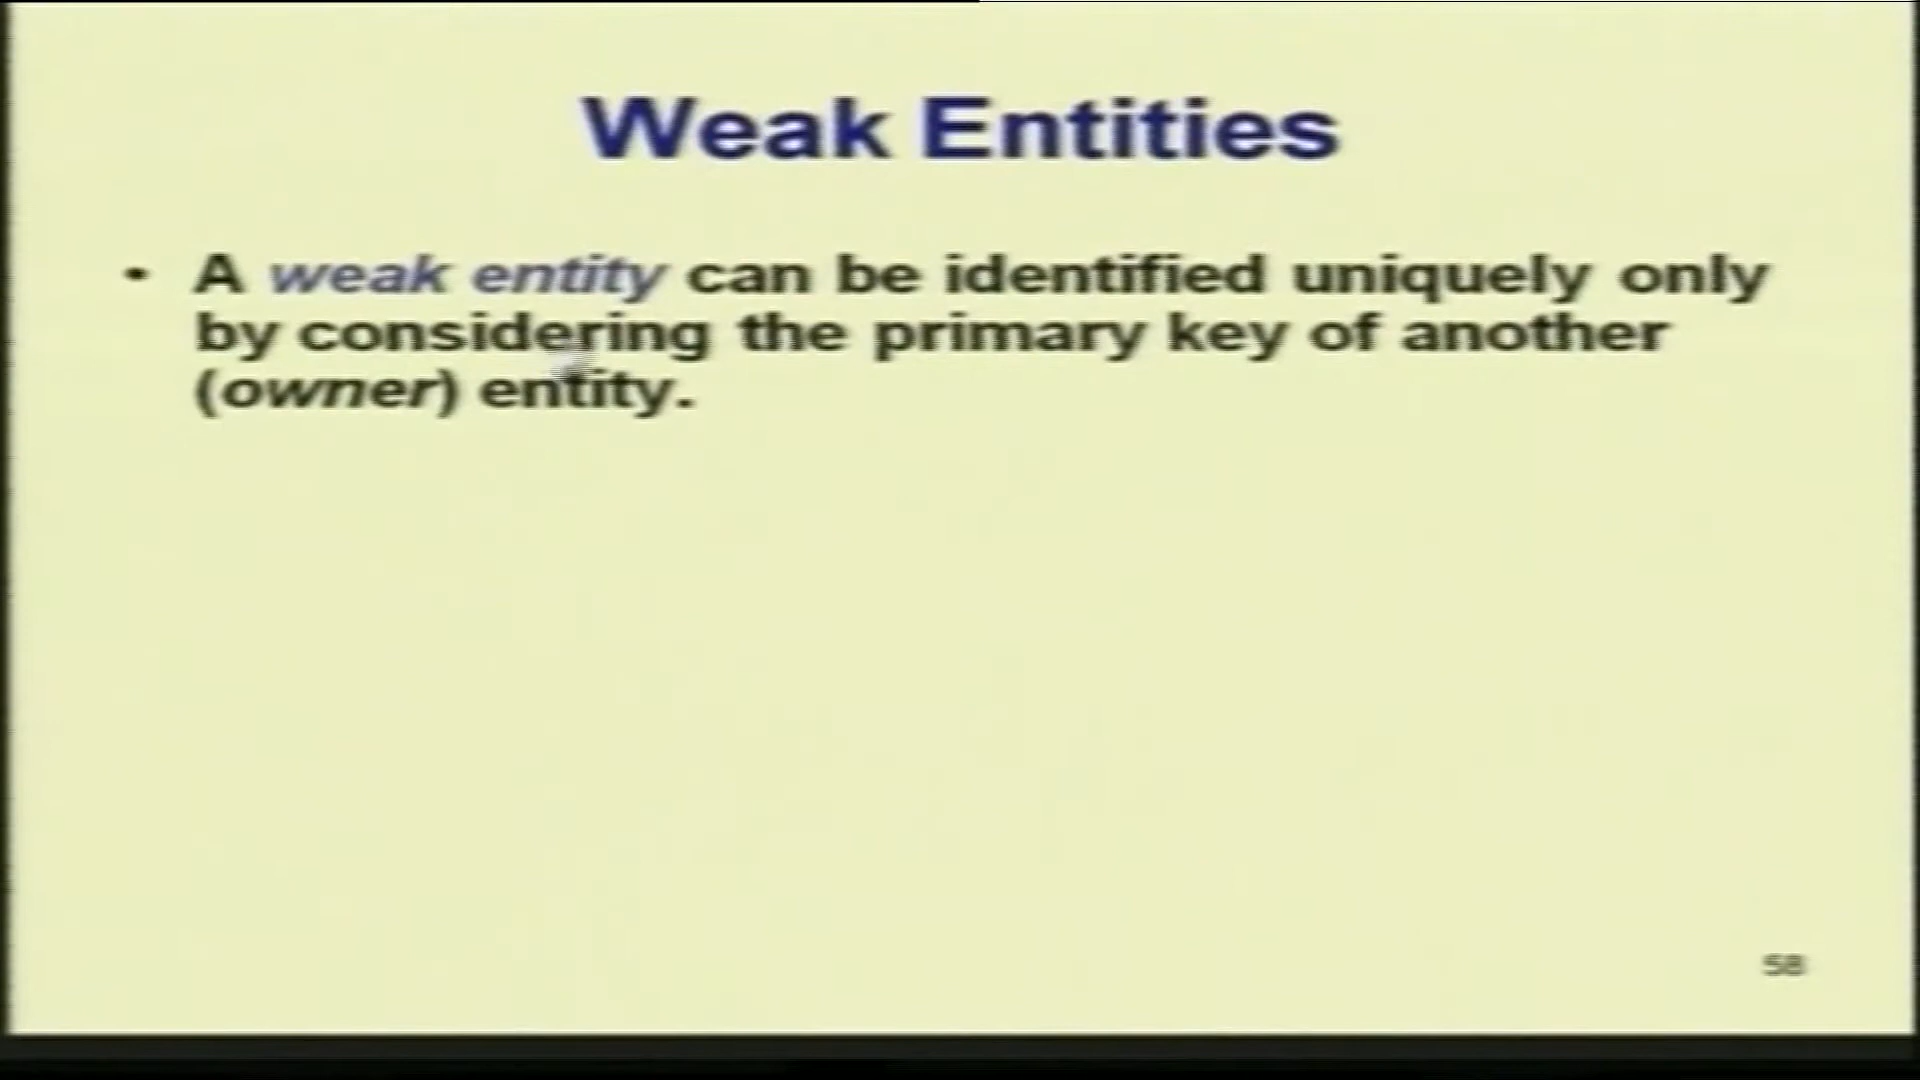 Weak Entities
• A weak entity can be identified uniquely only
by considering the primary key of another
(owner) entity.
58